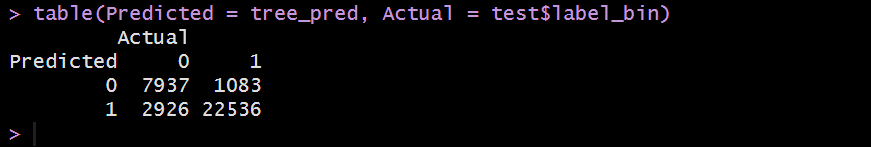 > table(Predicted = tree_pred, Actual = test$label_bin)
         Actual
Predicted     0     1
        0  7937  1083
        1  2926 22536
>